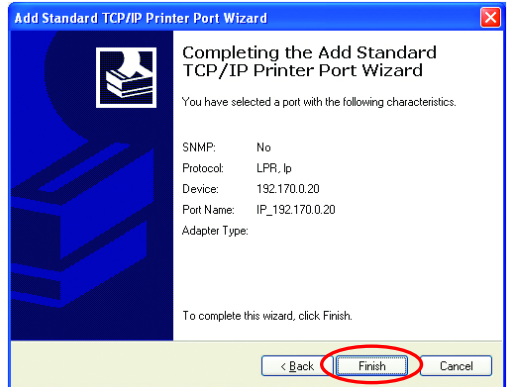 Add Standard TCP/IP Printer Port Wizard
Completing the Add Standard
TCP/IP Printer Port Wizard
You have selected a port with the following characteristics.
SNMP: No
Protocol: LPR, lp
Device: 192.170.0.20
Port Name: IP_192.170.0.20
Adapter Type:
To complete this wizard, click Finish.
< Back Finish Cancel